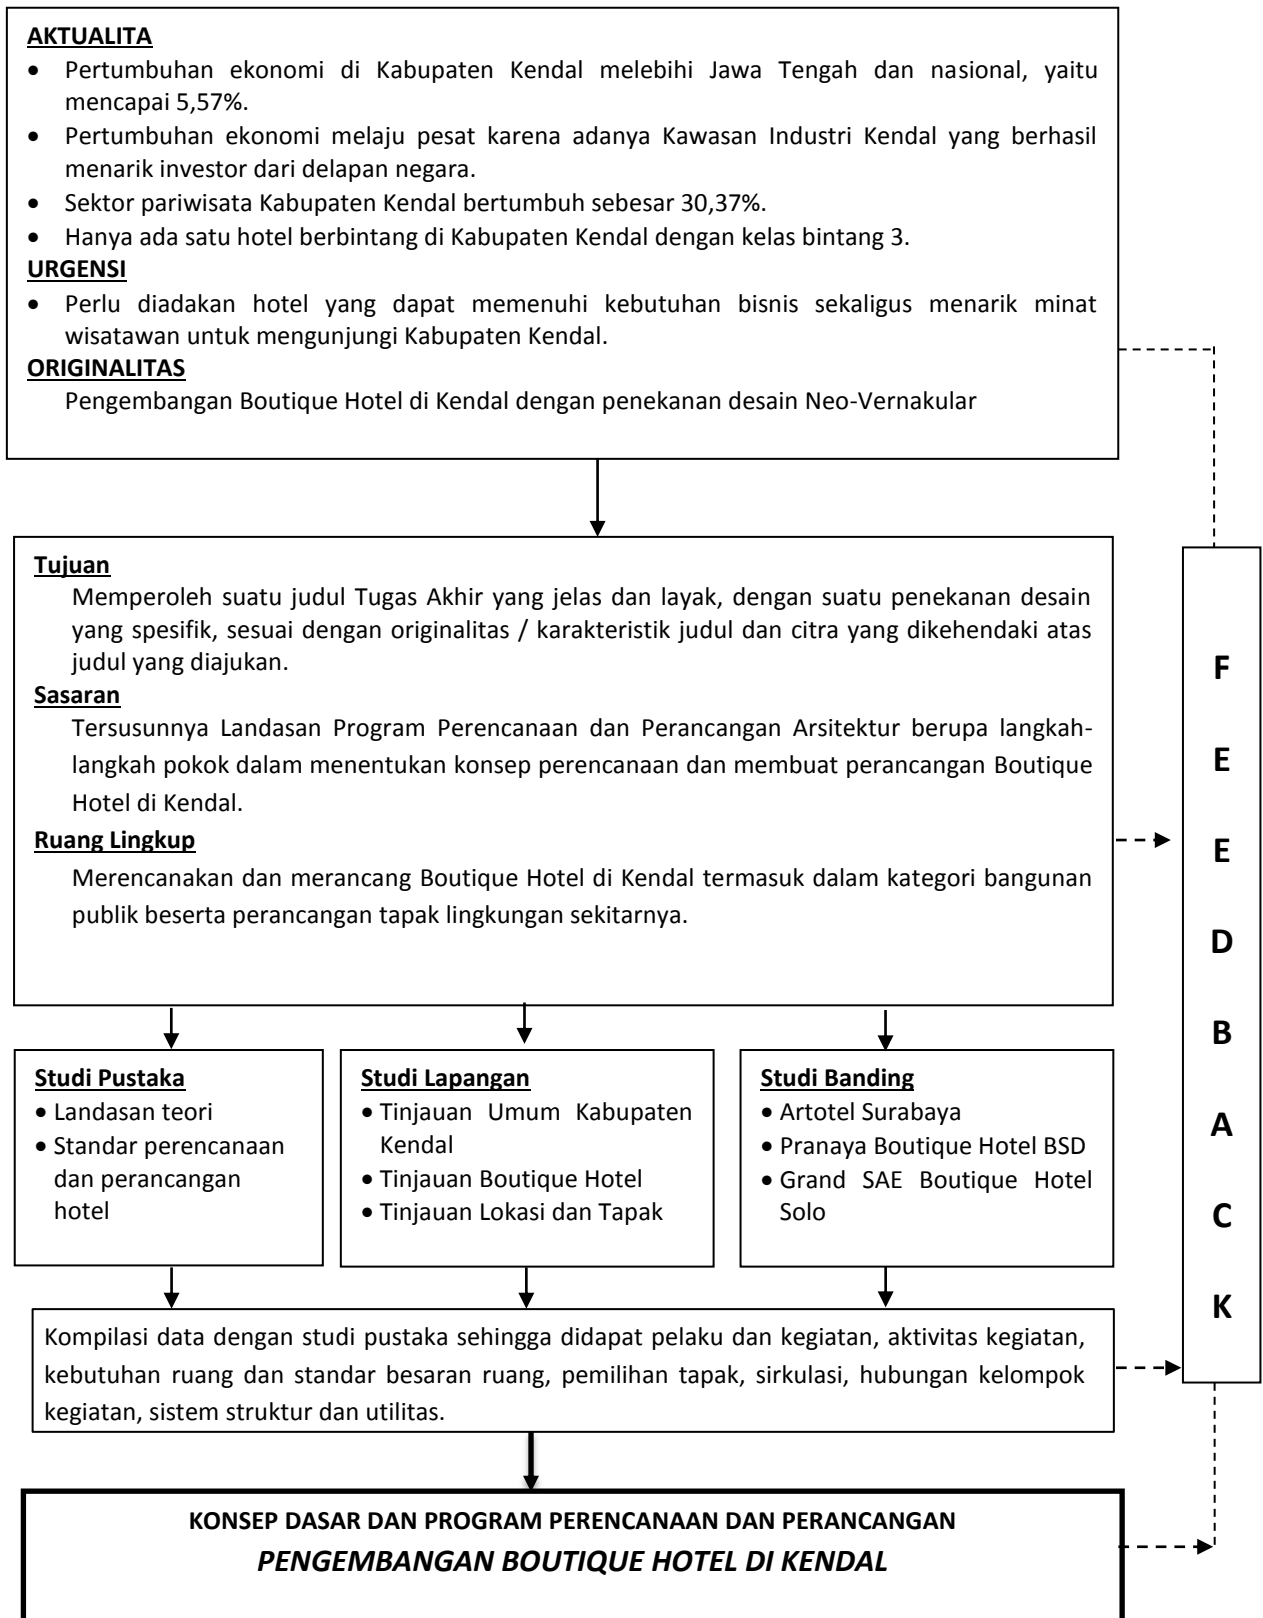 AKTUALITA
• Pertumbuhan ekonomi di Kabupaten Kendal melebihi Jawa Tengah dan nasional, yaitu
mencapai 5,57%.
• Pertumbuhan ekonomi melaju pesat karena adanya Kawasan Industri Kendal yang berhasil
menarik investor dari delapan negara.
• Sektor pariwisata Kabupaten Kendal bertumbuh sebesar 30,37%.
• Hanya ada satu hotel berbintang di Kabupaten Kendal dengan kelas bintang 3.
URGENSI
• Perlu diadakan hotel yang dapat memenuhi kebutuhan bisnis sekaligus menarik minat
wisatawan untuk mengunjungi Kabupaten Kendal.
ORIGINALITAS
Pengembangan Boutique Hotel di Kendal dengan penekanan desain Neo-Vernakular
Tujuan
Memperoleh suatu judul Tugas Akhir yang jelas dan layak, dengan suatu penekanan desain
yang spesifik, sesuai dengan originalitas / karakteristik judul dan citra yang dikehendaki atas
judul yang diajukan.
Sasaran
Tersusunnya Landasan Program Perencanaan dan Perancangan Arsitektur berupa langkah-
langkah pokok dalam menentukan konsep perencanaan dan membuat perancangan Boutique
Hotel di Kendal.
Ruang Lingkup
Merencanakan dan merancang Boutique Hotel di Kendal termasuk dalam kategori bangunan
publik beserta perancangan tapak lingkungan sekitarnya.
Studi Pustaka
• Landasan teori
• Standar perencanaan
dan perancangan
hotel
Studi Lapangan
• Tinjauan Umum Kabupaten
Kendal
• Tinjauan Boutique Hotel
• Tinjauan Lokasi dan Tapak
Studi Banding
• Artotel Surabaya
• Pranaya Boutique Hotel BSD
• Grand SAE Boutique Hotel
Solo
Kompilasi data dengan studi pustaka sehingga didapat pelaku dan kegiatan, aktivitas kegiatan,
kebutuhan ruang dan standar besaran ruang, pemilihan tapak, sirkulasi, hubungan kelompok
kegiatan, sistem struktur dan utilitas.
KONSEP DASAR DAN PROGRAM PERENCANAAN DAN PERANCANGAN
PENGEMBANGAN BOUTIQUE HOTEL DI KENDAL
F
E
E
D
B
A
C
K